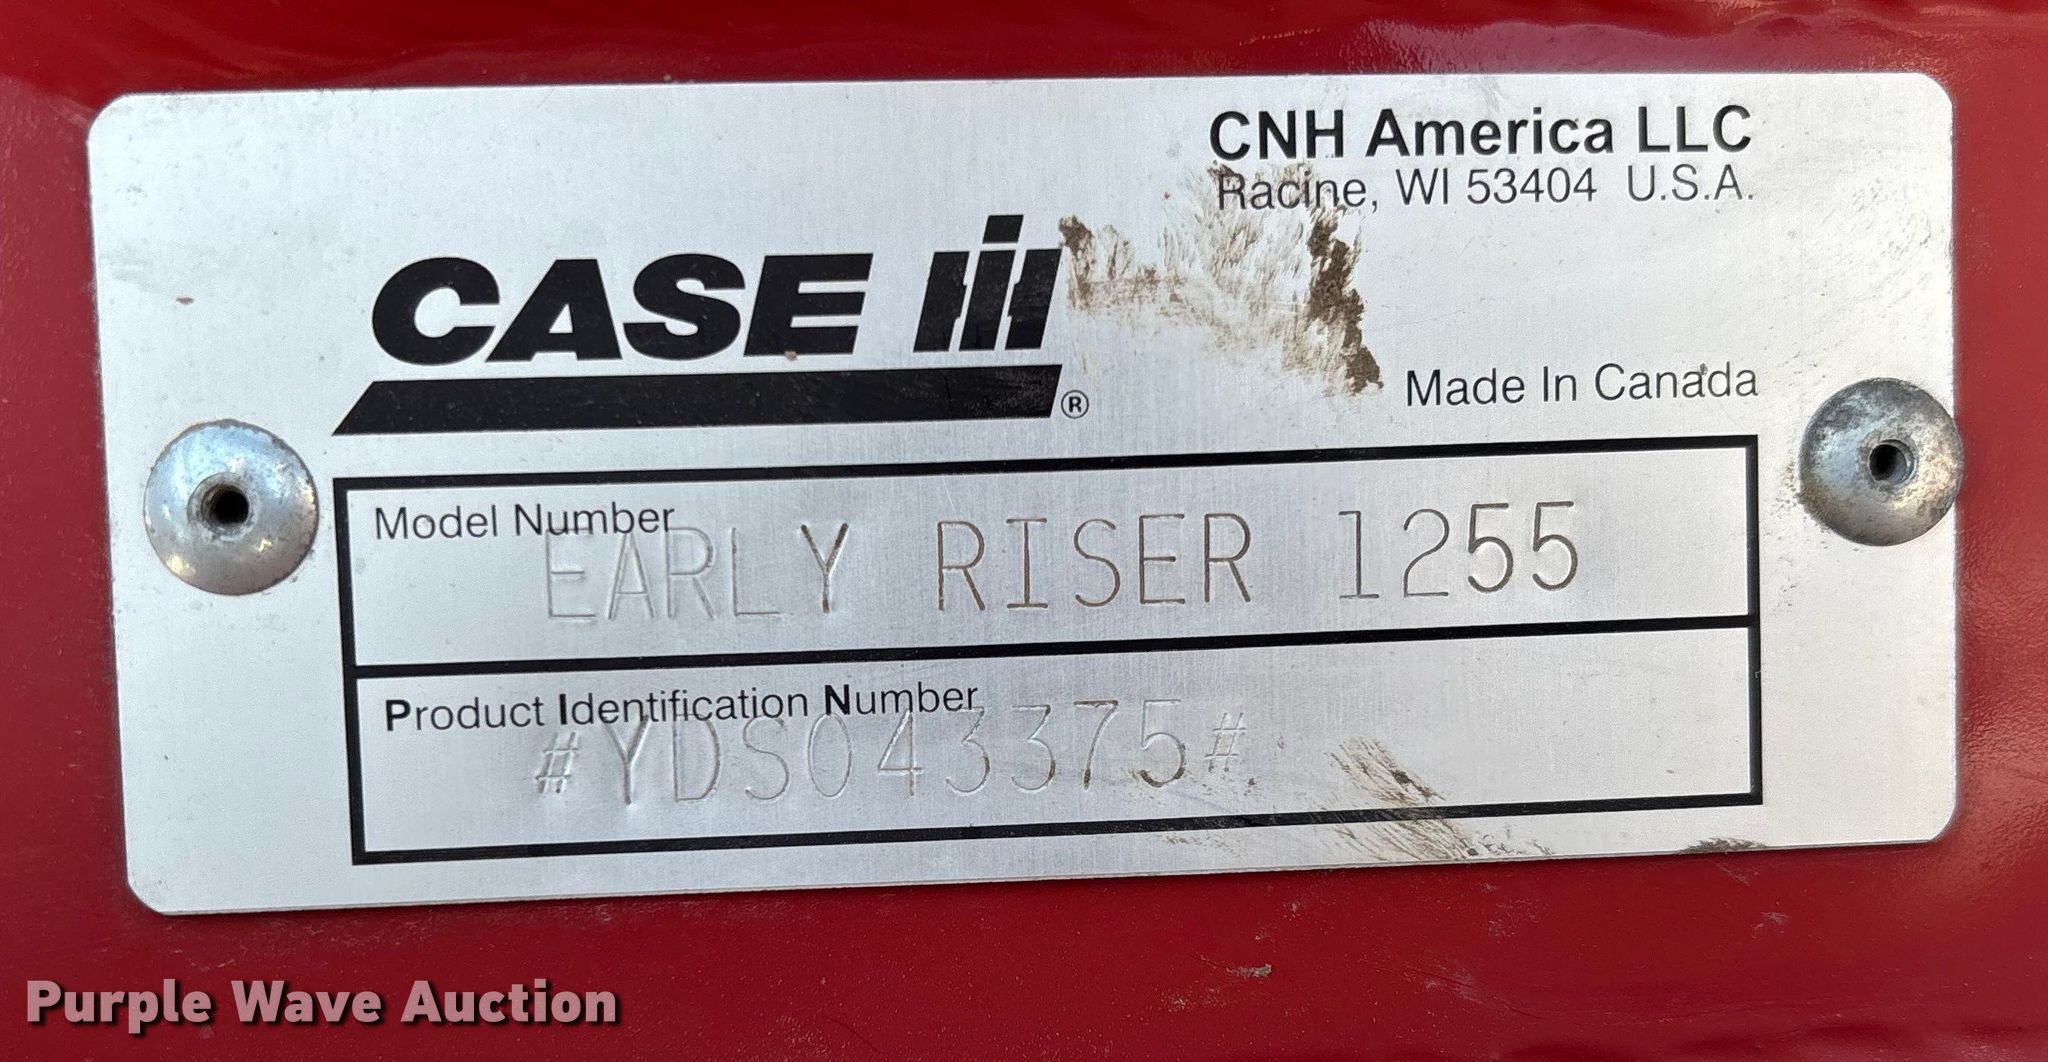 CNH America LLC
Racine, WI 53404 U.S.A.
CASE IH
®
Made In Canada
Model Number
EARLY RISER 1255
Product Identification Number
#YDS043375#
Purple Wave Auction